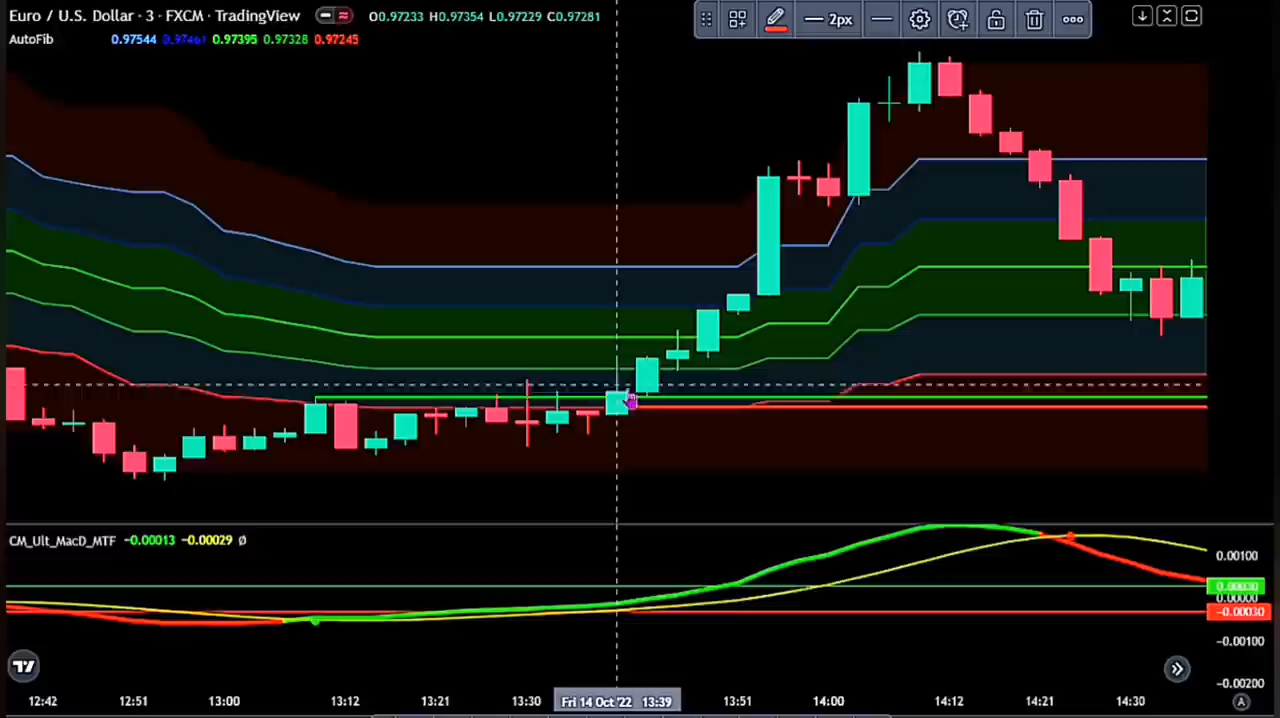 Euro / U.S. Dollar · 3 · FXCM · TradingView O0.97233 H0.97354 L0.97229 C0.97281
2px
AutoFib 0.97544 0.97461 0.97395 0.97328 0.97245
CM_Ult_MacD_MTF −0.00013 −0.00029 Ø
0.00100
0.00030
0.00000
−0.00030
−0.00100
−0.00200
12:42 12:51 13:00 13:12 13:21 13:30 Fri 14 Oct '22 13:39 13:51 14:00 14:12 14:21 14:30 A